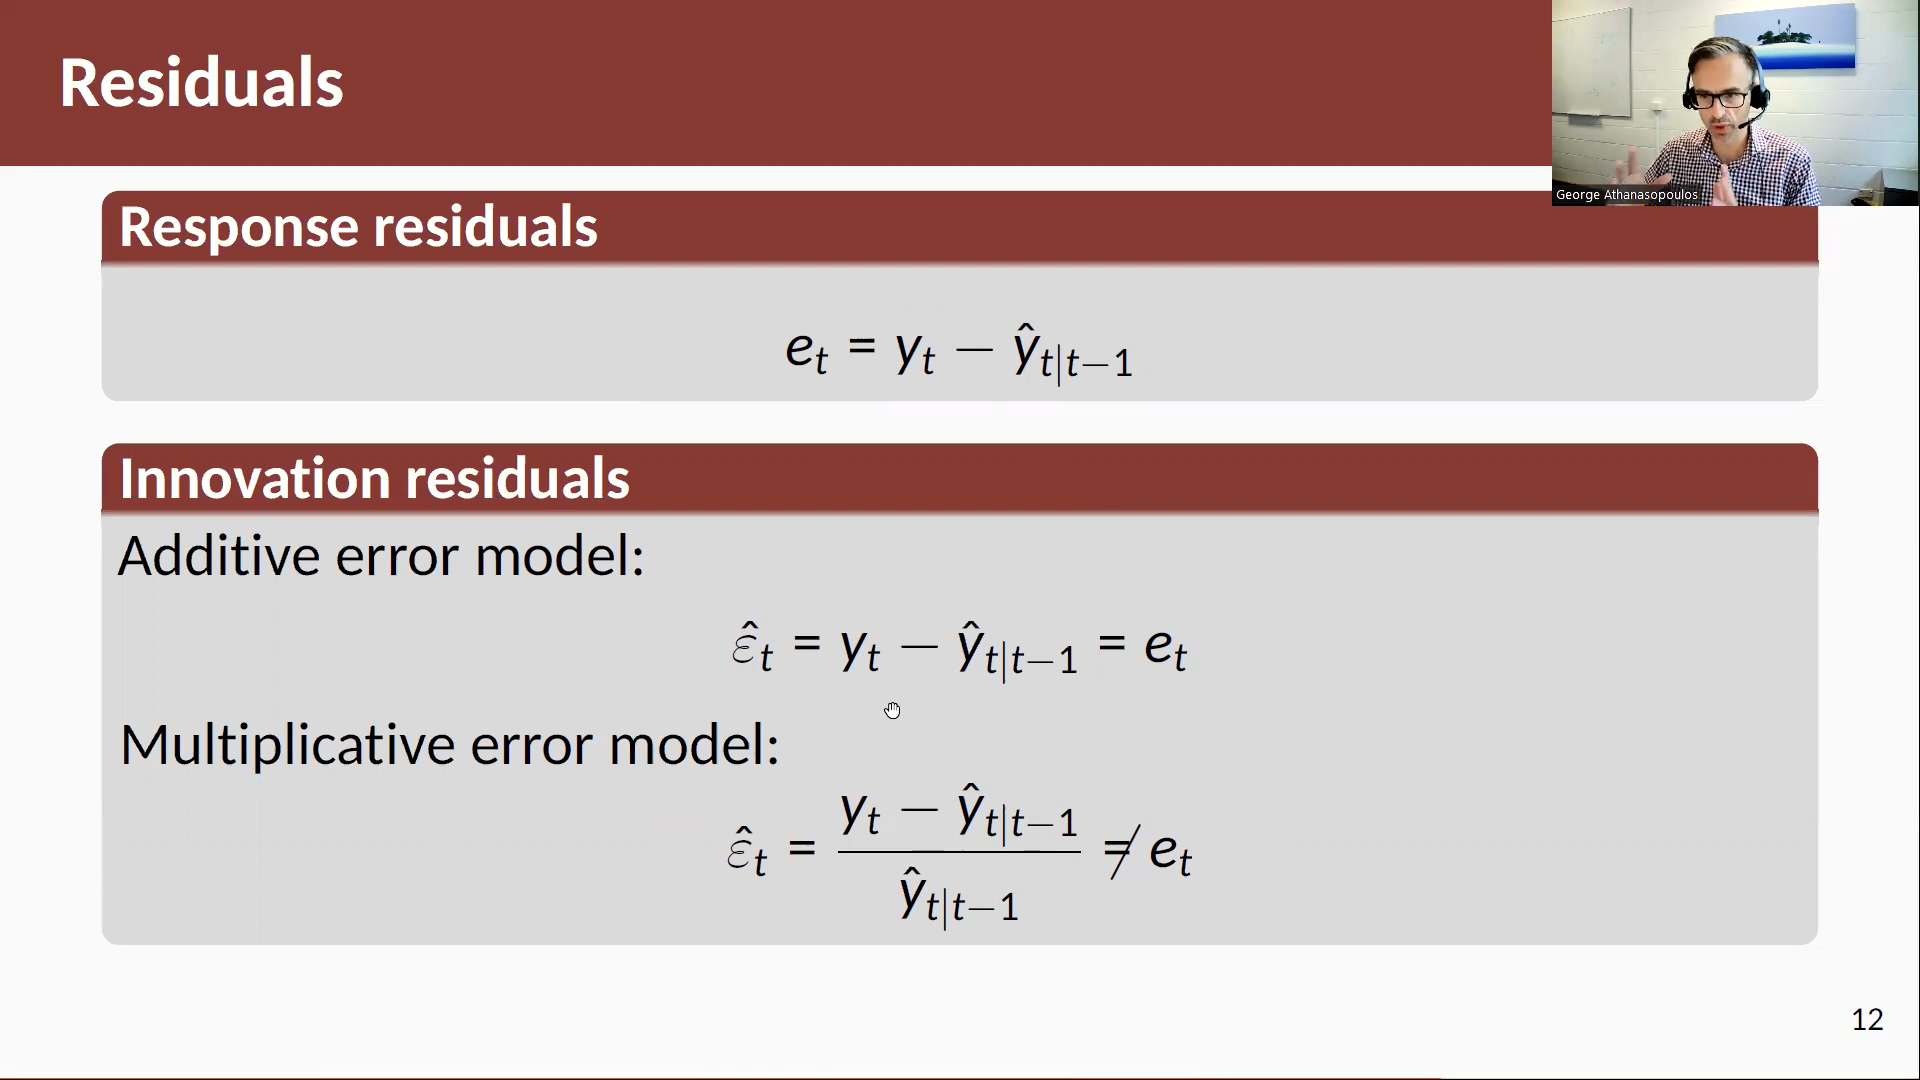 Residuals
George Athanasopoulos
Response residuals
e_t = y_t − ŷ_{t|t−1}
Innovation residuals
Additive error model:
ε̂_t = y_t − ŷ_{t|t−1} = e_t
Multiplicative error model:
ε̂_t = (y_t − ŷ_{t|t−1}) / ŷ_{t|t−1} ≠ e_t
12